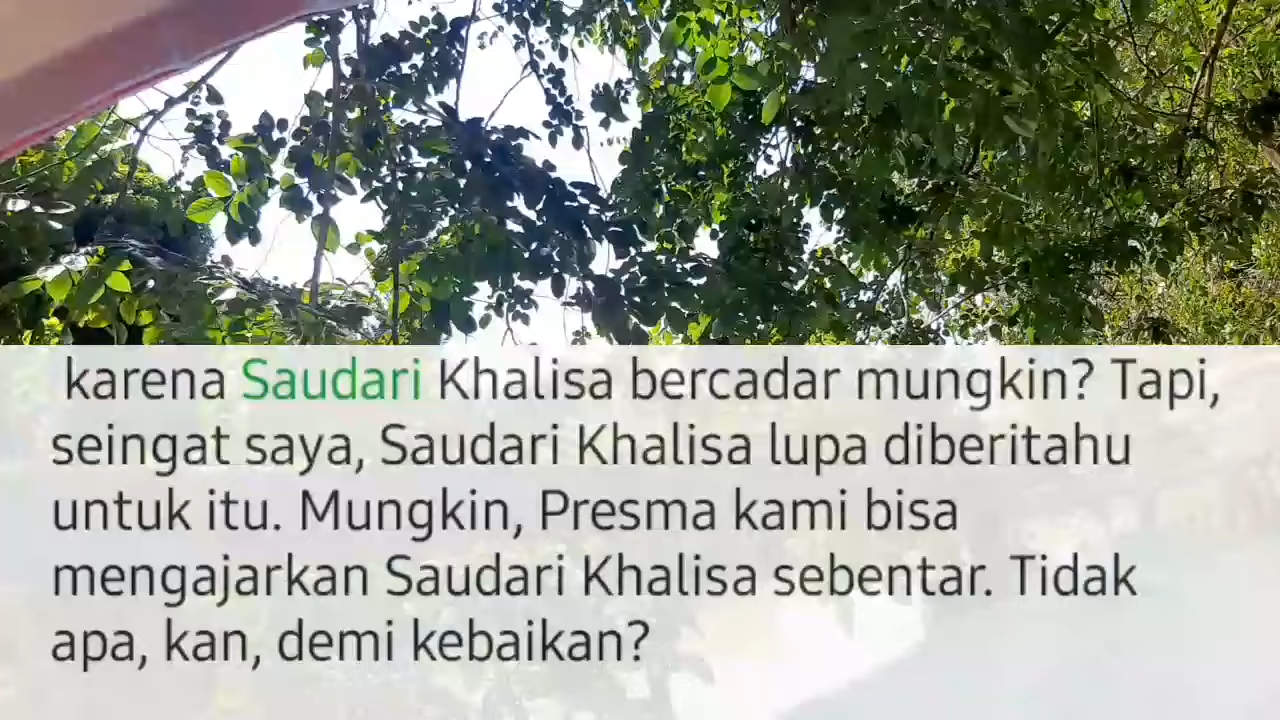 karena Saudari Khalisa bercadar mungkin? Tapi,
seingat saya, Saudari Khalisa lupa diberitahu
untuk itu. Mungkin, Presma kami bisa
mengajarkan Saudari Khalisa sebentar. Tidak
apa, kan, demi kebaikan?